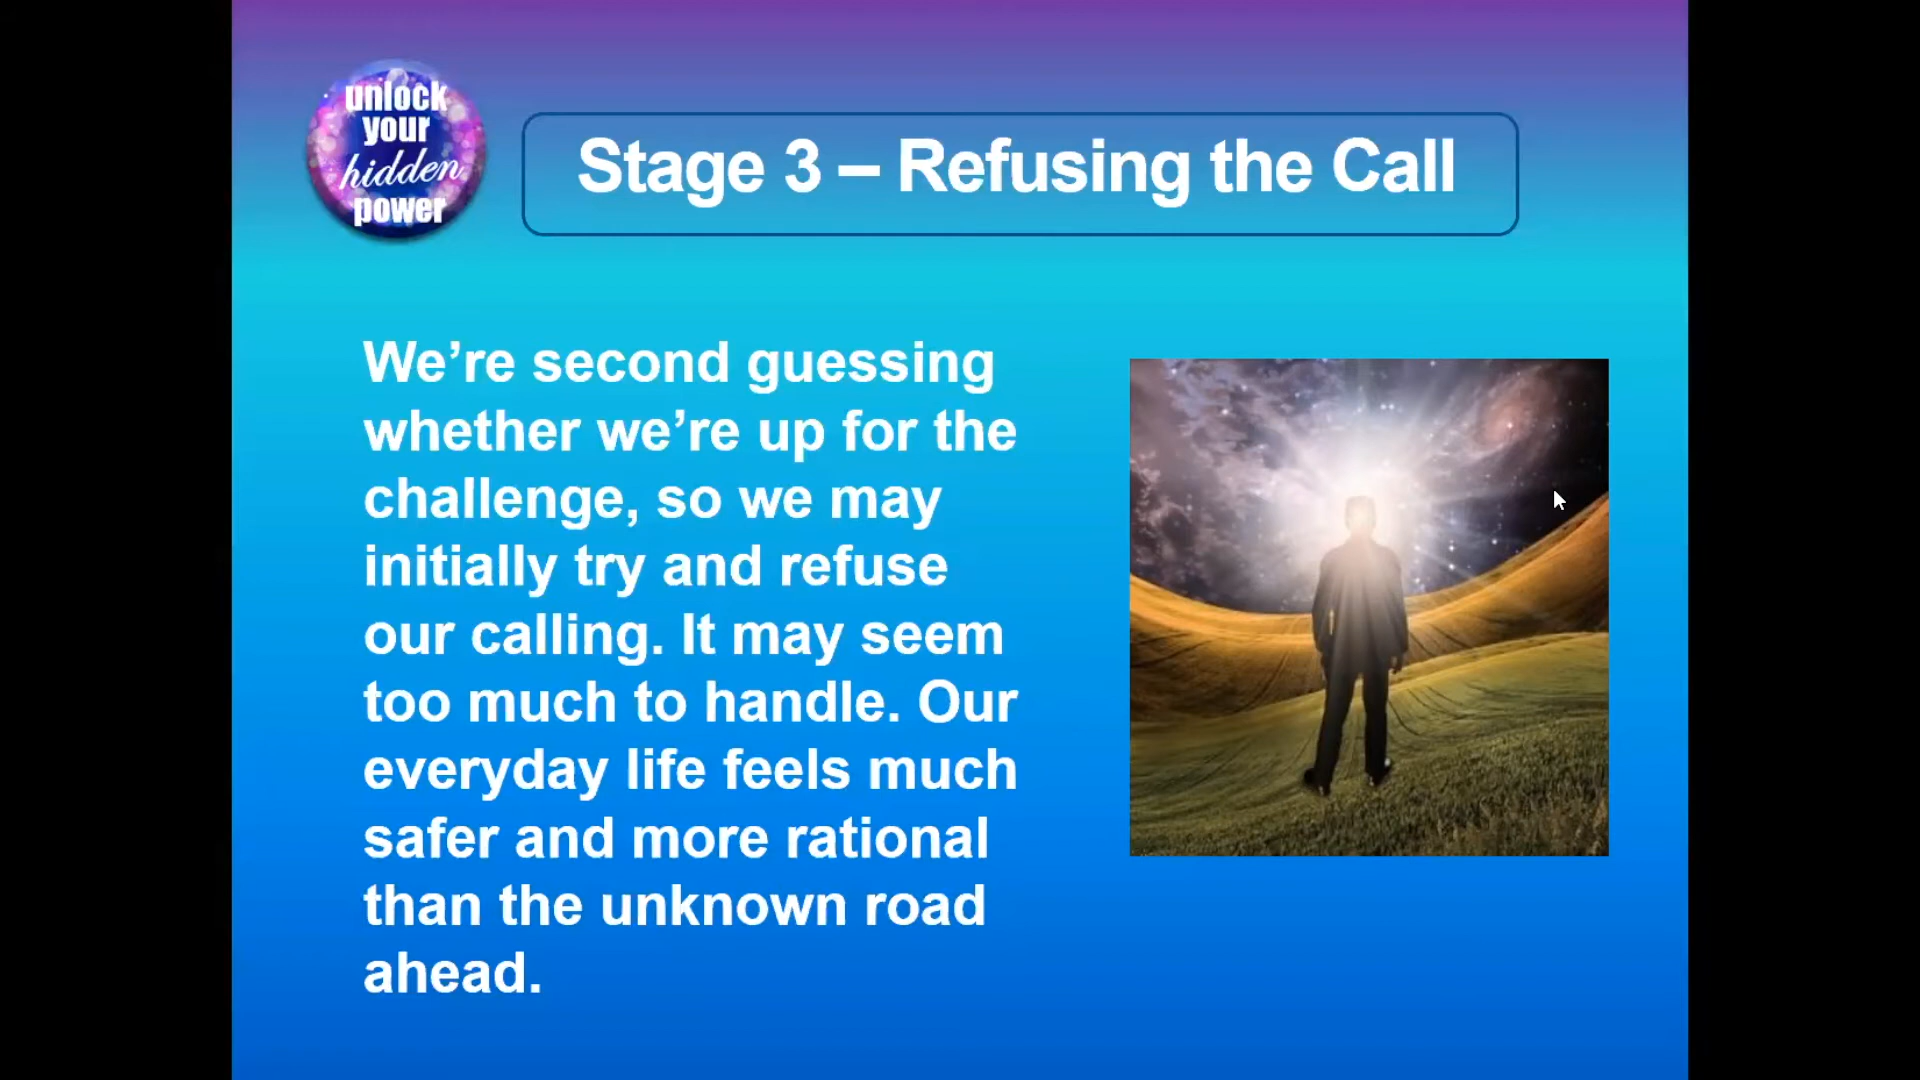 unlock
your
hidden
power
Stage 3 – Refusing the Call
We’re second guessing
whether we’re up for the
challenge, so we may
initially try and refuse
our calling. It may seem
too much to handle. Our
everyday life feels much
safer and more rational
than the unknown road
ahead.